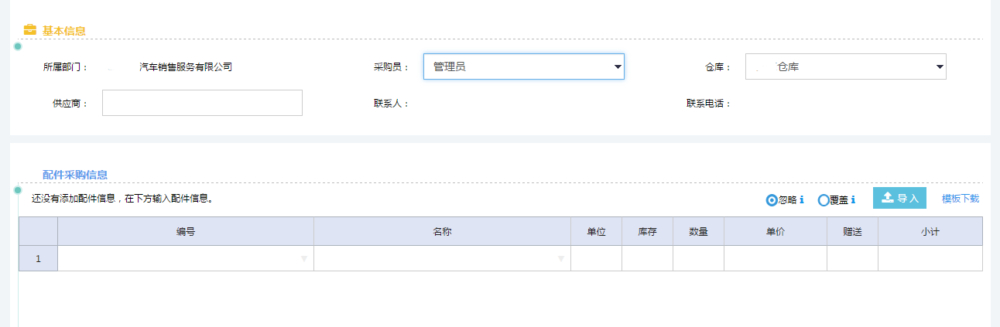 基本信息
所属部门： 汽车销售服务有限公司 采购员： 管理员 仓库： 仓库
供应商： 联系人： 联系电话：
配件采购信息
还没有添加配件信息，在下方输入配件信息。 忽略 i 覆盖 i 导入 模板下载
编号 名称 单位 库存 数量 单价 赠送 小计
1